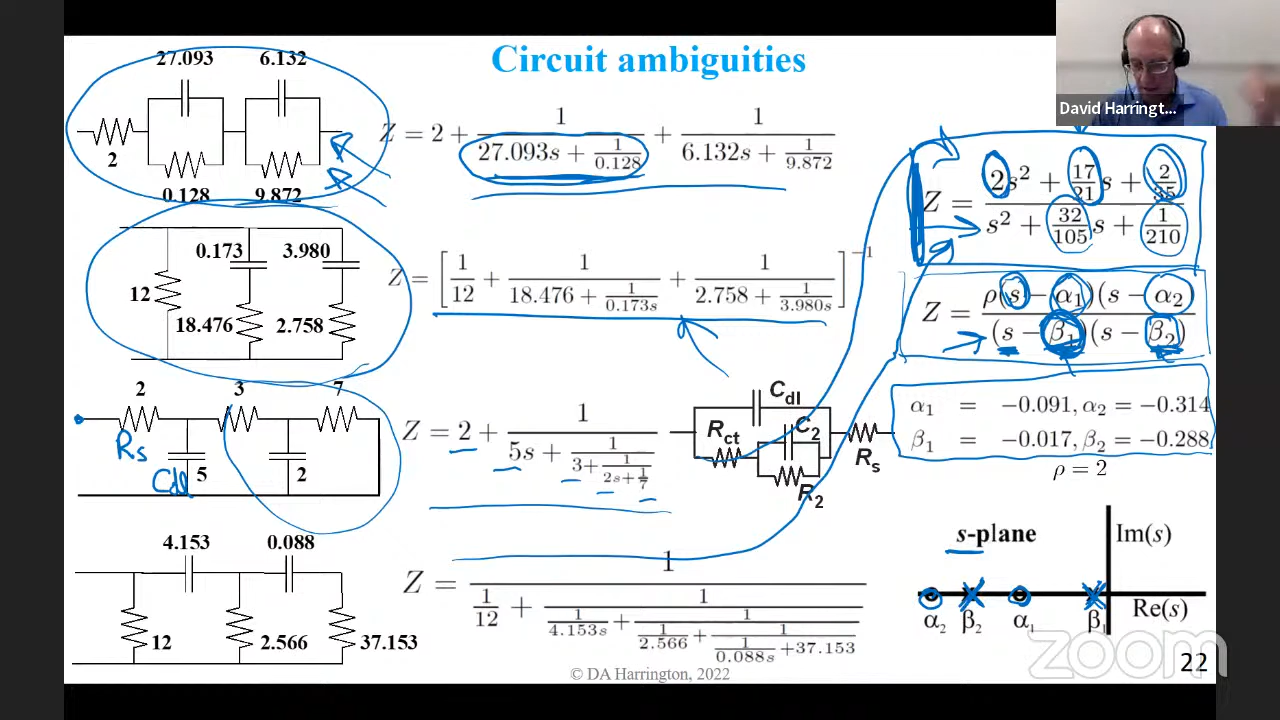 Circuit ambiguities
David Harringt...
27.093 6.132
2
0.128 9.872
Z = 2 + 1/(27.093s + 1/0.128) + 1/(6.132s + 1/9.872)
Z = (2s² + 17/21 s + 2/35)/(s² + 32/105 s + 1/210)
0.173 3.980
12
18.476 2.758
Z = [1/12 + 1/(18.476 + 1/0.173s) + 1/(2.758 + 1/3.980s)]⁻¹
Z = ρ(s − α₁)(s − α₂)/((s − β₁)(s − β₂))
2 3 7
Rs
Cdl
5 2
Z = 2 + 1/(5s + 1/(3 + 1/(2s + 1/7)))
Cdl
Rct
C2
R2
Rs
α₁ = −0.091, α₂ = −0.314
β₁ = −0.017, β₂ = −0.288
ρ = 2
4.153 0.088
12 2.566 37.153
Z = 1/(1/12 + 1/(1/4.153s + 1/(1/2.566 + 1/(1/0.088s + 37.153))))
s-plane Im(s)
Re(s)
α₂ β₂ α₁ β₁
zoom
© DA Harrington, 2022
22